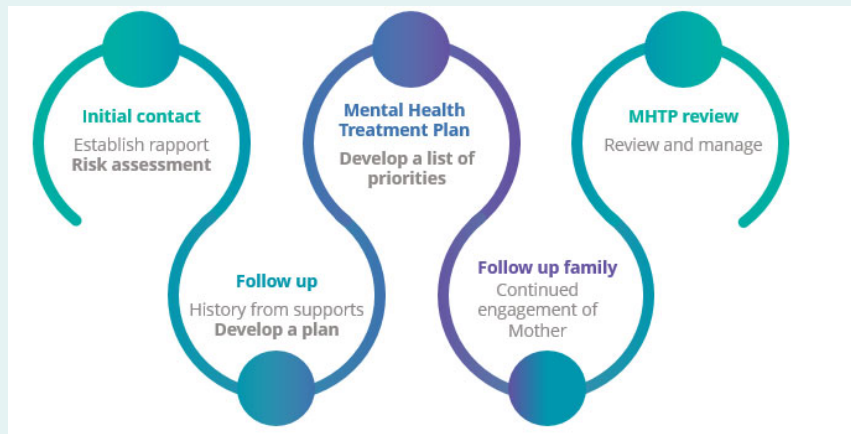 Initial contact
Establish rapport
Risk assessment
Follow up
History from supports
Develop a plan
Mental Health
Treatment Plan
Develop a list of
priorities
Follow up family
Continued
engagement of
Mother
MHTP review
Review and manage